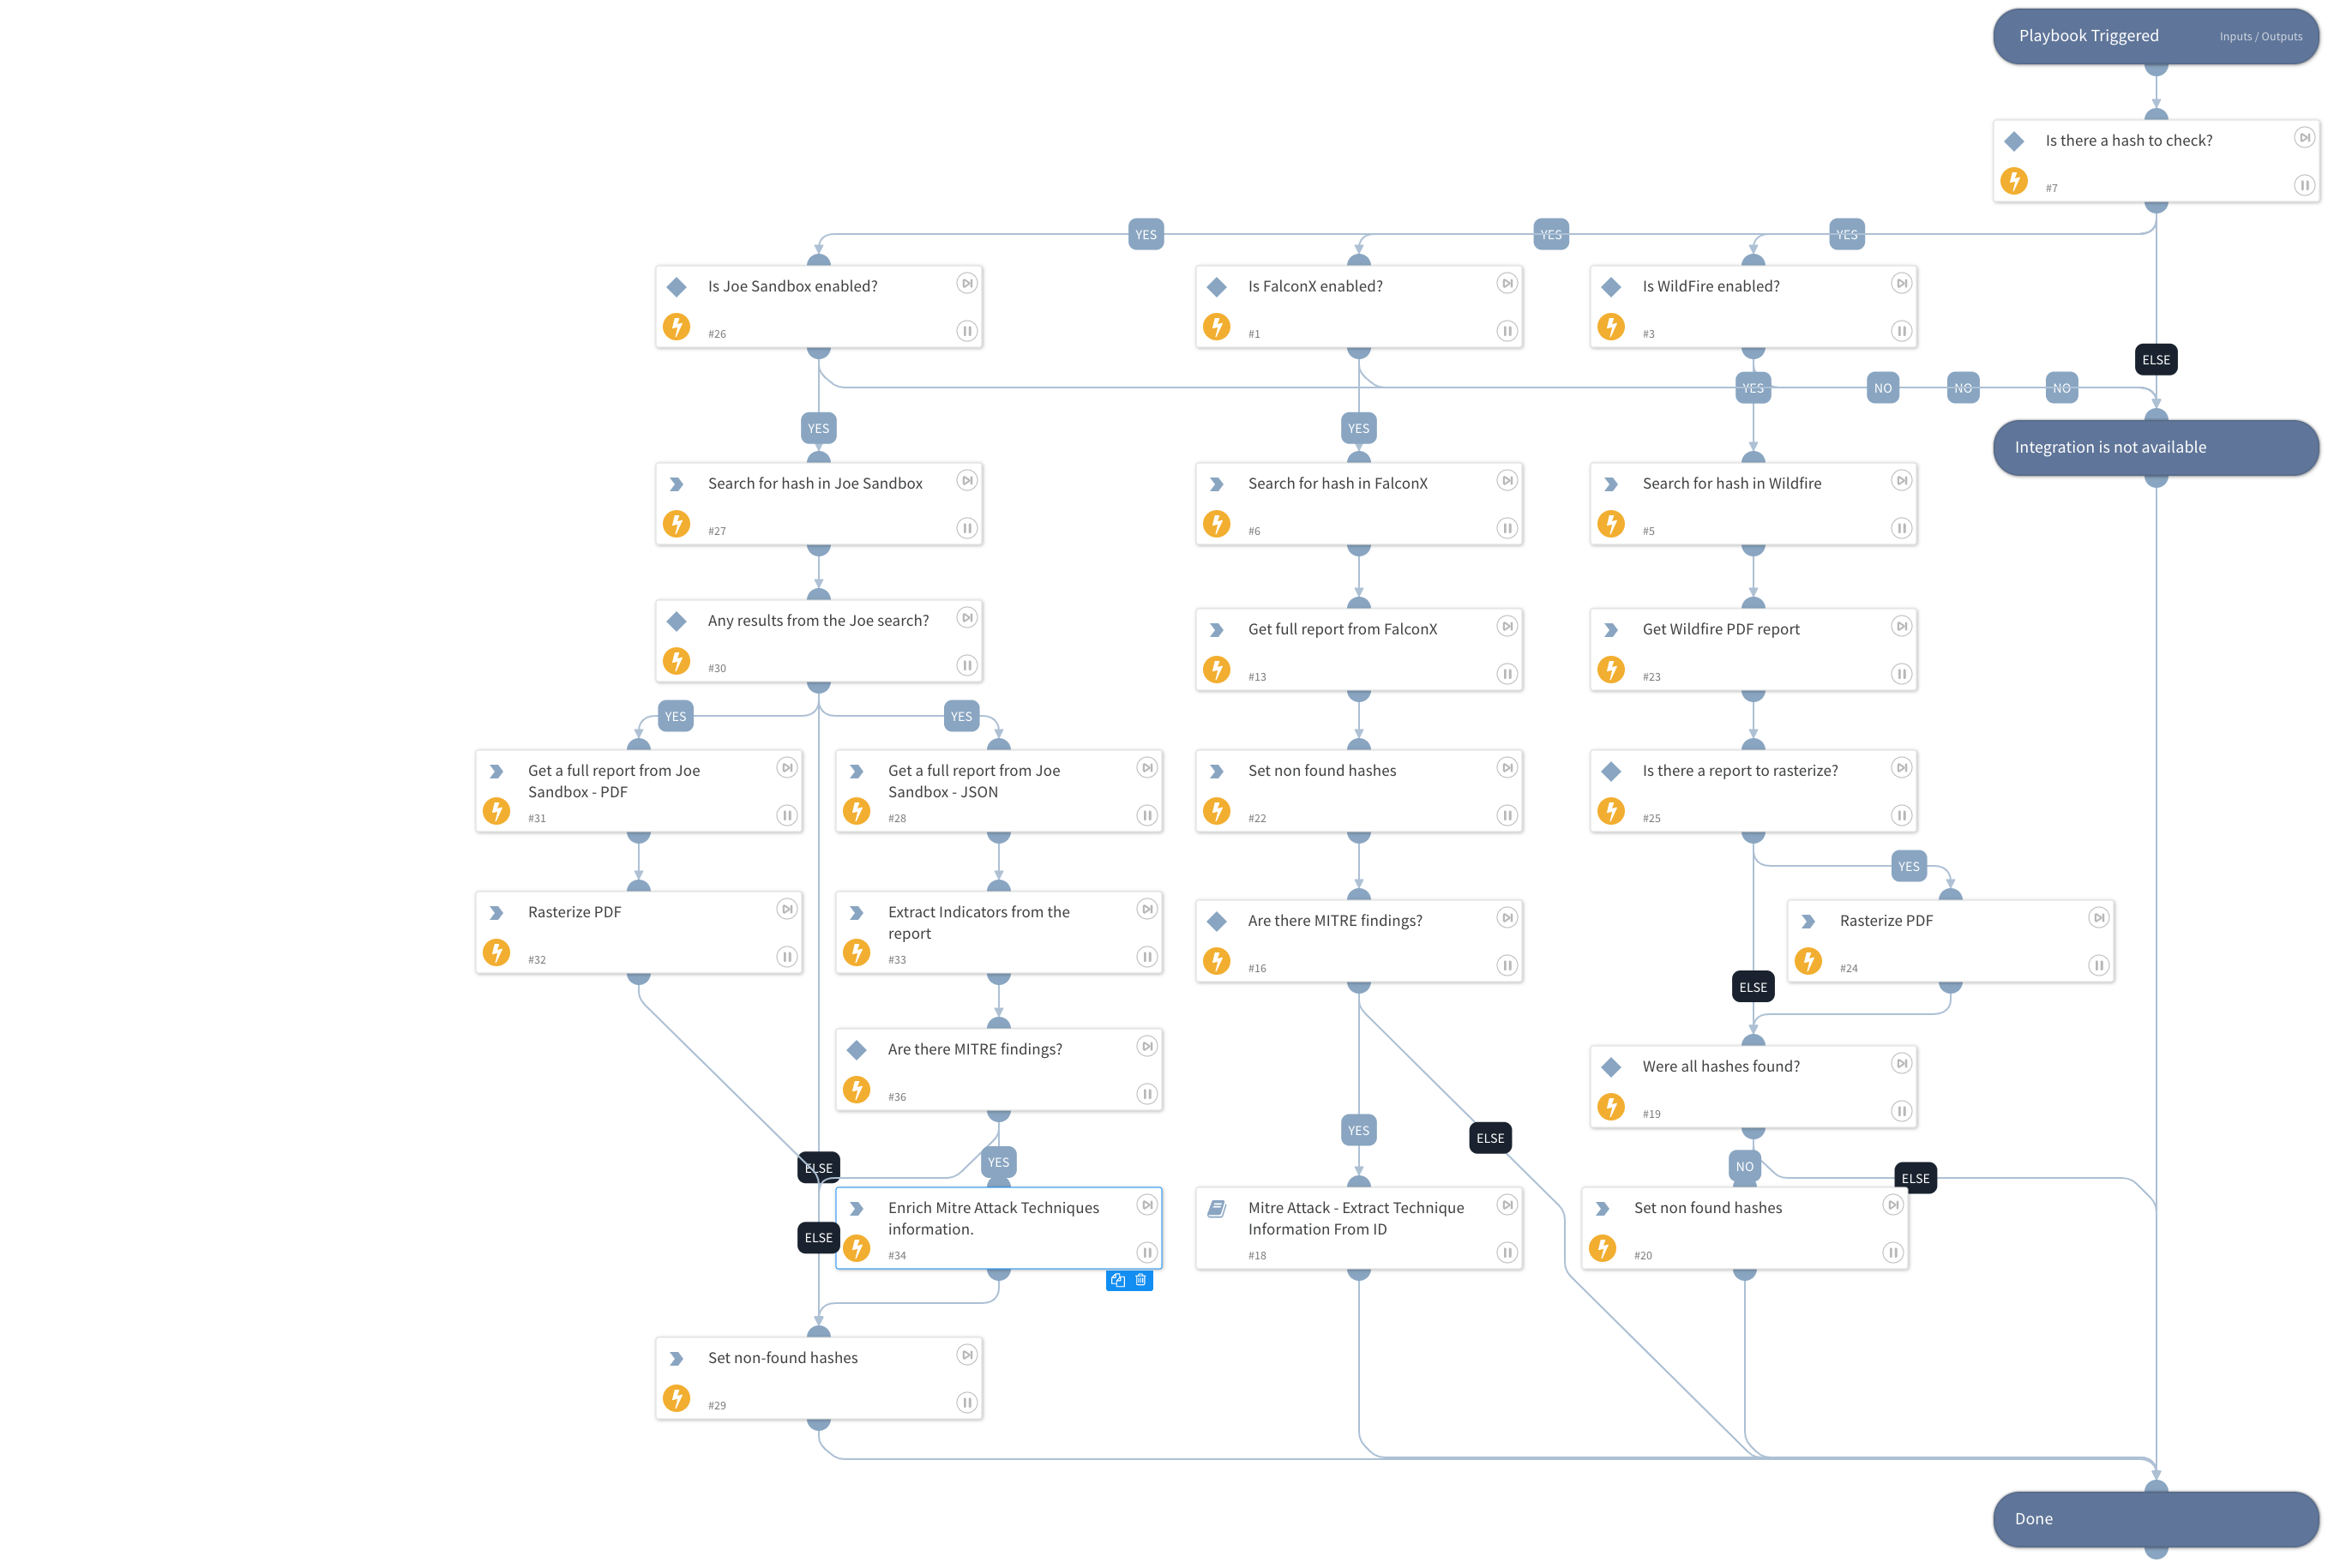 Playbook Triggered
Inputs / Outputs
Is there a hash to check?
#7
YES
YES
YES
Is Joe Sandbox enabled?
#26
Is FalconX enabled?
#1
Is WildFire enabled?
#3
ELSE
YES
NO
NO
NO
YES
YES
Integration is not available
Search for hash in Joe Sandbox
#27
Search for hash in FalconX
#6
Search for hash in Wildfire
#5
Any results from the Joe search?
#30
Get full report from FalconX
#13
Get Wildfire PDF report
#23
YES
YES
Get a full report from Joe
Sandbox - PDF
#31
Get a full report from Joe
Sandbox - JSON
#28
Set non found hashes
#22
Is there a report to rasterize?
#25
YES
Rasterize PDF
#32
Extract Indicators from the
report
#33
Are there MITRE findings?
#16
Rasterize PDF
#24
ELSE
Are there MITRE findings?
#36
Were all hashes found?
#19
YES
ELSE
ELSE
YES
NO
ELSE
Enrich Mitre Attack Techniques
information.
#34
Mitre Attack - Extract Technique
Information From ID
#18
Set non found hashes
#20
ELSE
Set non-found hashes
#29
Done